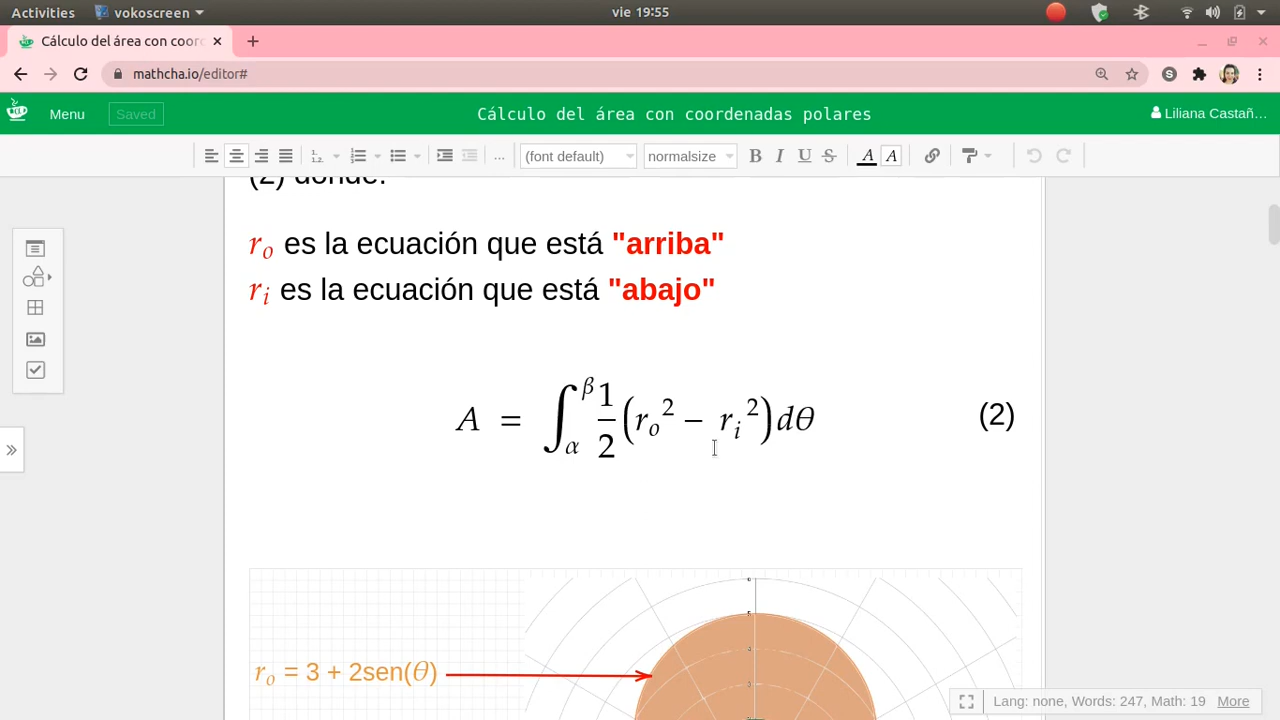 Activities vokoscreen vie 19:55
Cálculo del área con coor
mathcha.io/editor#
Menu Saved Cálculo del área con coordenadas polares Liliana Castañ...
1.2. ... (font default) normalsize B I U S A A
(2) donde:
r_o es la ecuación que está "arriba"
r_i es la ecuación que está "abajo"
A = ∫_α^β 1/2 (r_o² − r_i²) dθ (2)
r_o = 3 + 2sen(θ)
Lang: none, Words: 247, Math: 19 More